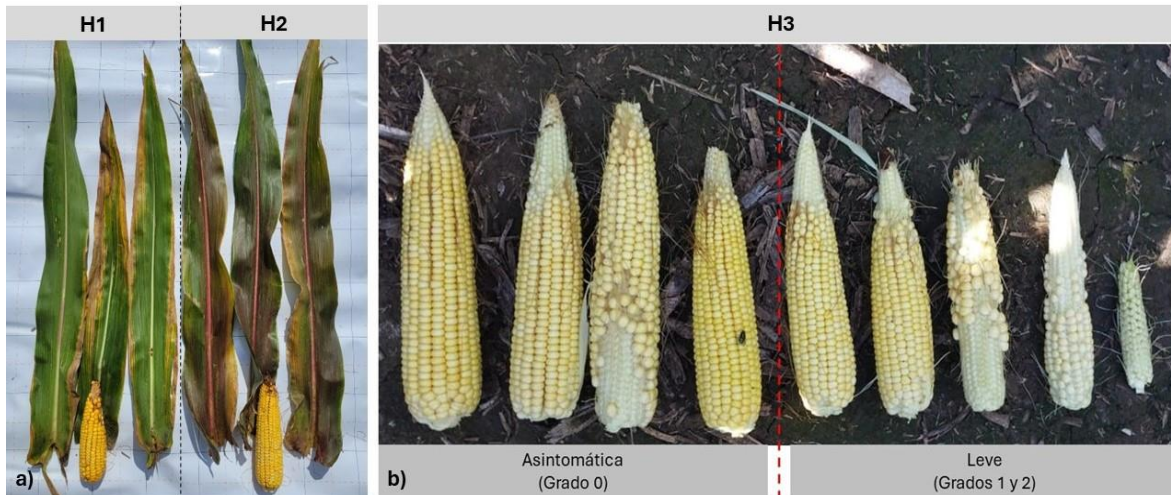 H1
H2
H3
a)
b)
Asintomática
(Grado 0)
Leve
(Grados 1 y 2)